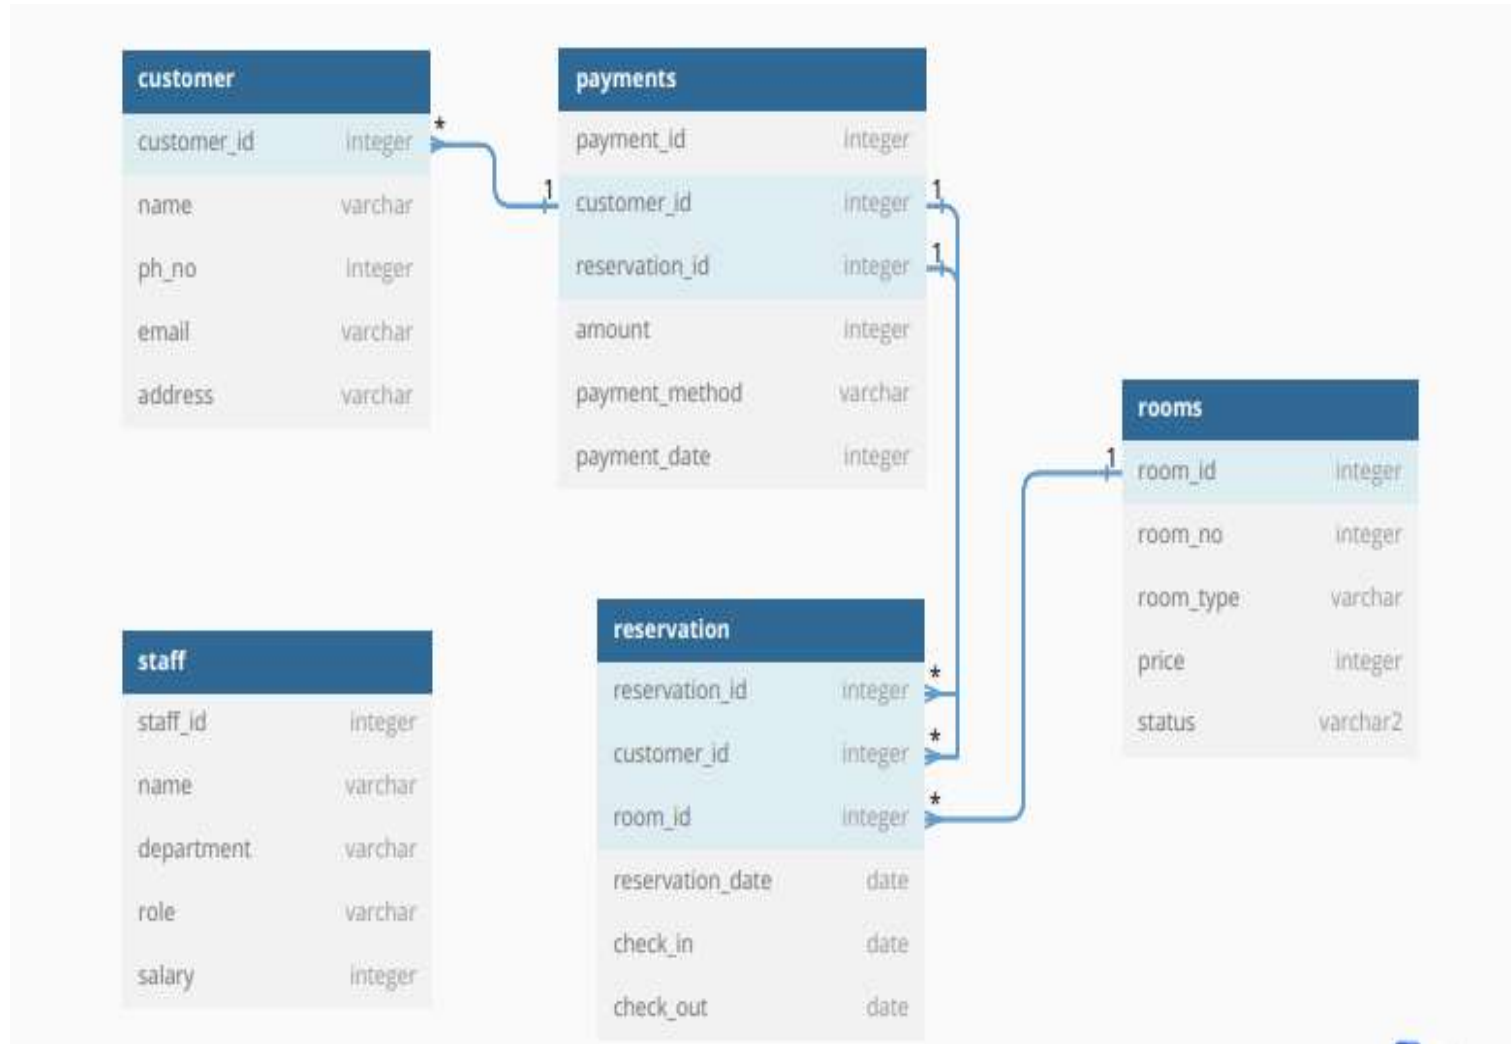 customer
customer_id integer
name varchar
ph_no integer
email varchar
address varchar
*
1
payments
payment_id integer
customer_id integer
reservation_id integer
amount integer
payment_method varchar
payment_date integer
1
1
rooms
room_id integer
room_no integer
room_type varchar
price integer
status varchar2
1
staff
staff_id integer
name varchar
department varchar
role varchar
salary integer
reservation
reservation_id integer
customer_id integer
room_id integer
reservation_date date
check_in date
check_out date
*
*
*